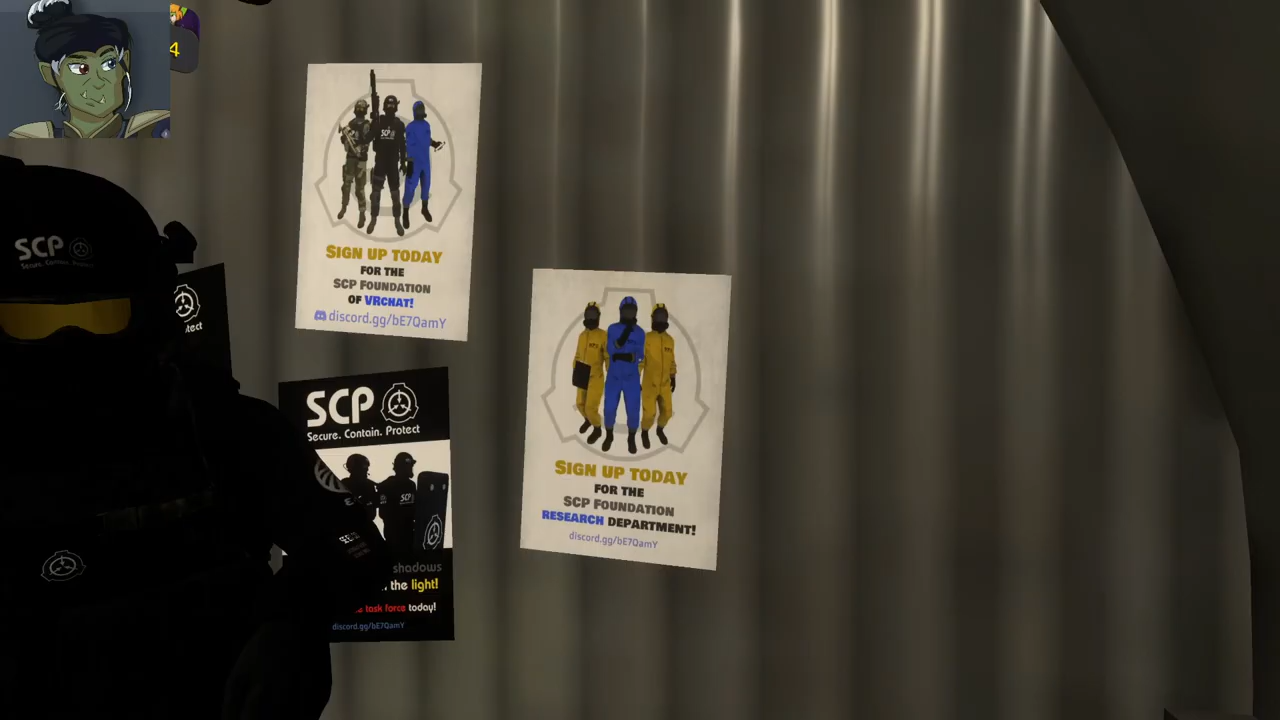 4
SCP
Secure. Contain. Protect
SIGN UP TODAY
FOR THE
SCP FOUNDATION
OF VRCHAT!
discord.gg/bE7QamY
SCP
Secure. Contain. Protect
SCP
shadows
the light!
task force today!
discord.gg/bE7QamY
SIGN UP TODAY
FOR THE
SCP FOUNDATION
RESEARCH DEPARTMENT!
discord.gg/bE7QamY